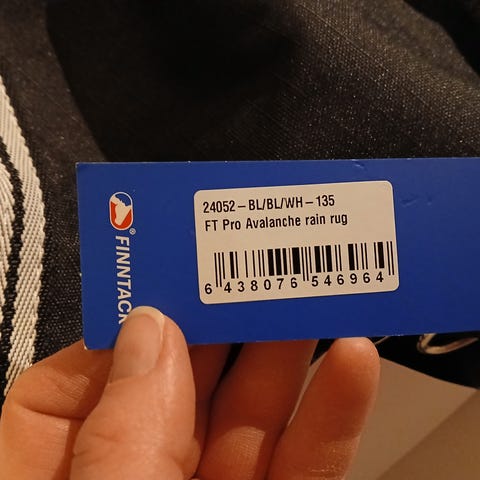 24052-BL/BL/WH-135
FT Pro Avalanche rain rug
6 438076 546964
FINNTACK
®